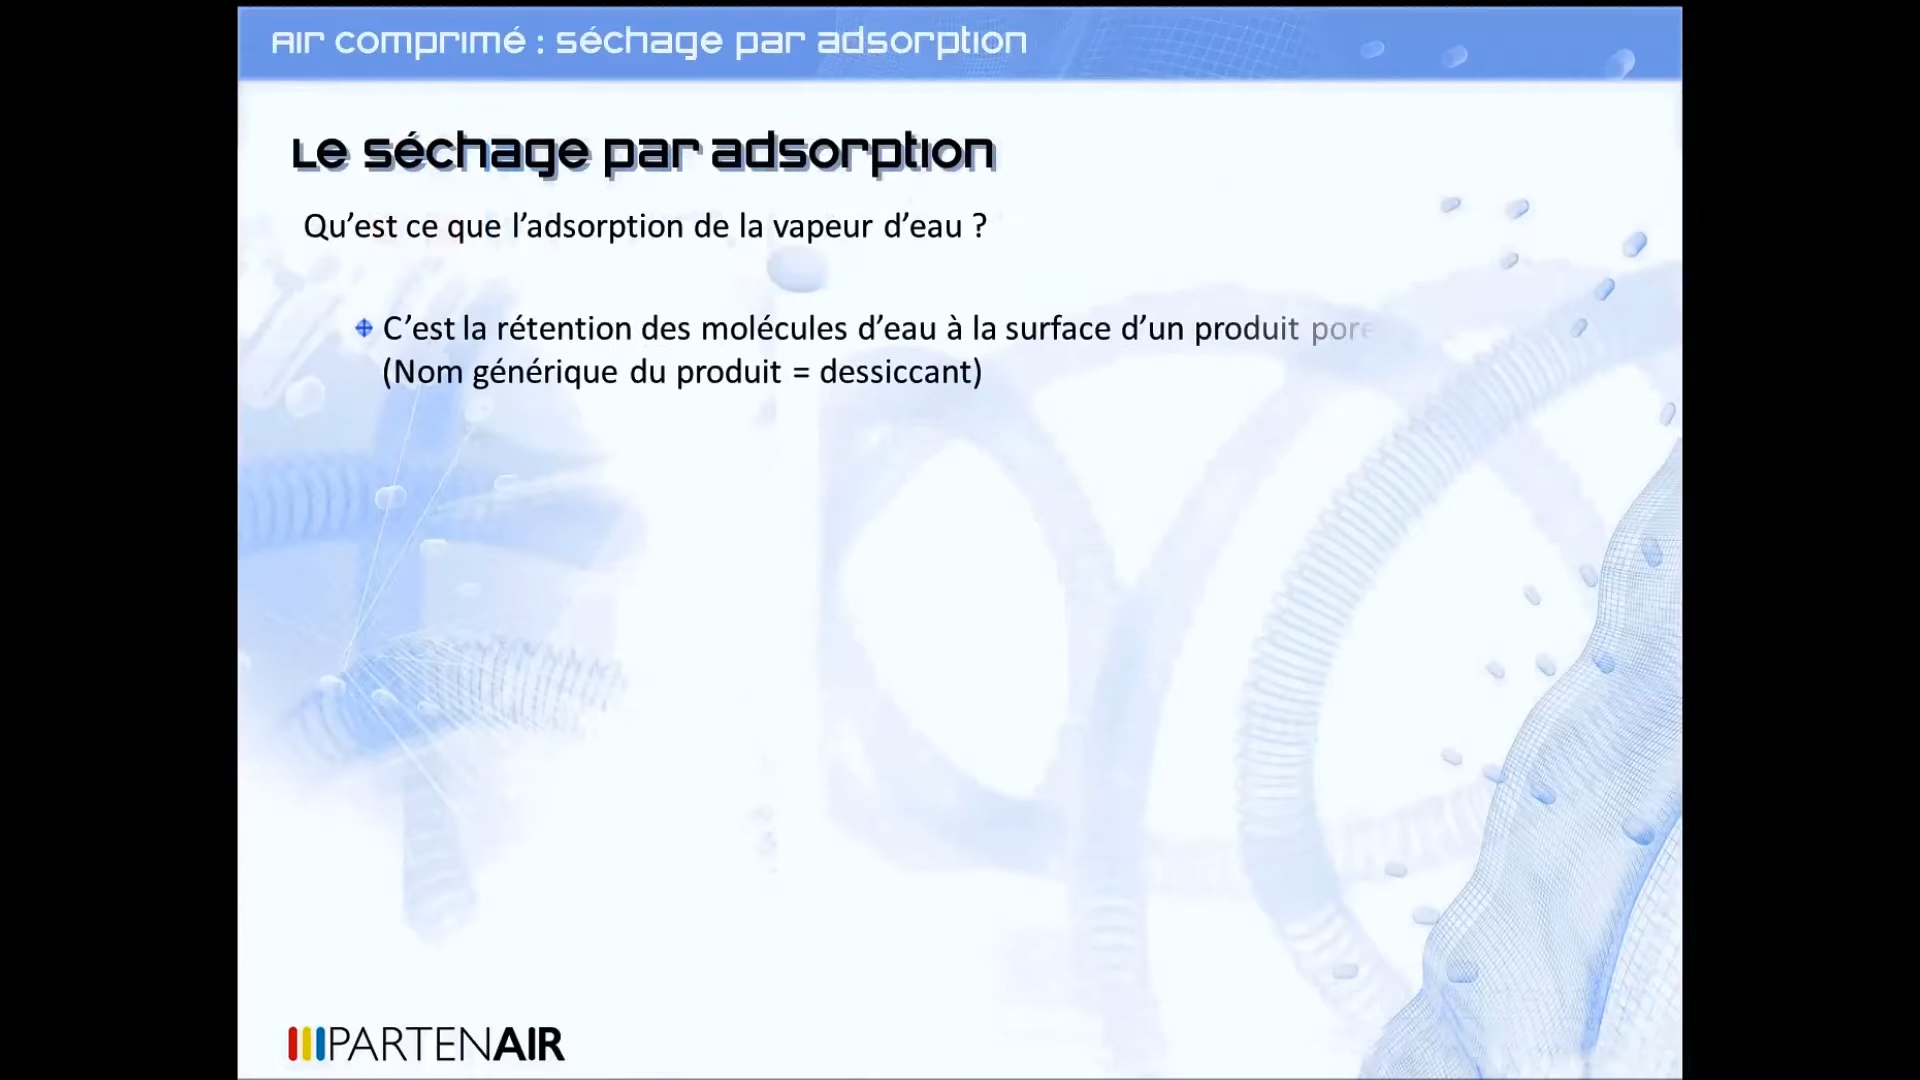 Air comprimé : séchage par adsorption
Le séchage par adsorption
Qu’est ce que l’adsorption de la vapeur d’eau ?
C’est la rétention des molécules d’eau à la surface d’un produit pore
(Nom générique du produit = dessiccant)
PARTENAIR